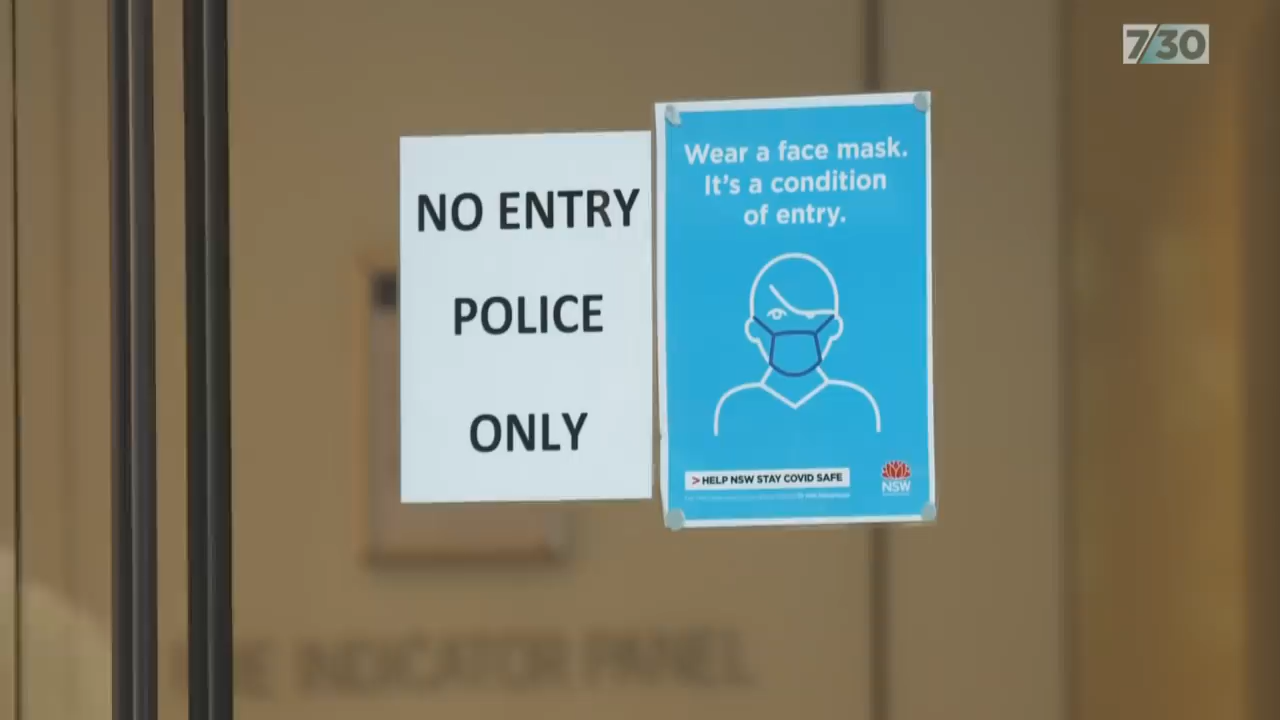 7/30
NO ENTRY
POLICE
ONLY
Wear a face mask.
It's a condition
of entry.
> HELP NSW STAY COVID SAFE
NSW
INDICATOR PANEL